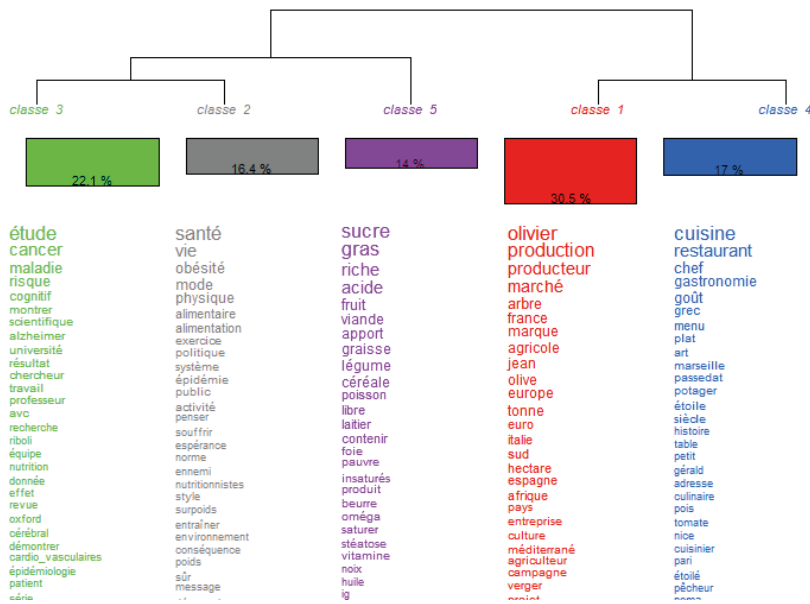 classe 3
classe 2
classe 5
classe 1
classe 4
22.1 %
16.4 %
14 %
30.5 %
17 %
étude
cancer
maladie
risque
cognitif
montrer
scientifique
alzheimer
université
résultat
chercheur
travail
professeur
avc
recherche
riboli
équipe
nutrition
donnée
effet
revue
oxford
cérébral
démontrer
cardio_vasculaires
épidémiologie
patient
série
santé
vie
obésité
mode
physique
alimentaire
alimentation
exercice
politique
système
épidémie
public
activité
penser
souffrir
espérance
norme
ennemi
nutritionnistes
style
surpoids
entraîner
environnement
conséquence
poids
sûr
message
sucre
gras
riche
acide
fruit
viande
apport
graisse
légume
céréale
poisson
libre
laitier
contenir
foie
pauvre
insaturés
produit
beurre
oméga
saturer
stéatose
vitamine
noix
huile
ig
olivier
production
producteur
marché
arbre
france
marque
agricole
jean
olive
europe
tonne
euro
italie
sud
hectare
espagne
afrique
pays
entreprise
culture
méditerrané
agriculteur
campagne
verger
projet
cuisine
restaurant
chef
gastronomie
goût
grec
menu
plat
art
marseille
passedat
potager
étoile
siècle
histoire
table
petit
gérald
adresse
culinaire
pois
tomate
nice
cuisinier
pari
étoilé
pêcheur